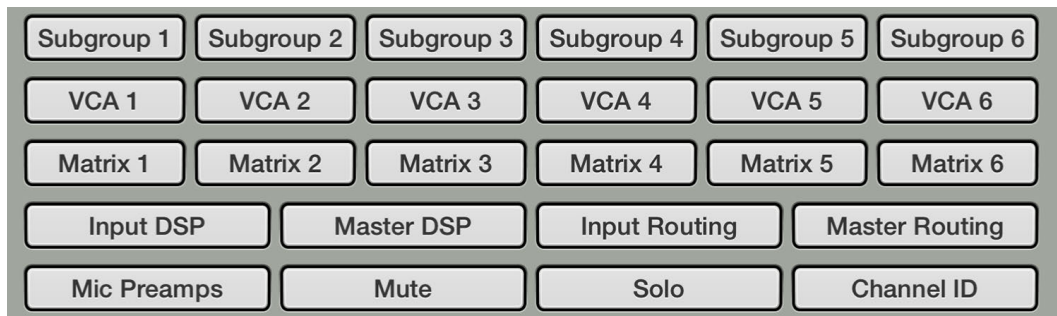 Subgroup 1 Subgroup 2 Subgroup 3 Subgroup 4 Subgroup 5 Subgroup 6
VCA 1 VCA 2 VCA 3 VCA 4 VCA 5 VCA 6
Matrix 1 Matrix 2 Matrix 3 Matrix 4 Matrix 5 Matrix 6
Input DSP Master DSP Input Routing Master Routing
Mic Preamps Mute Solo Channel ID